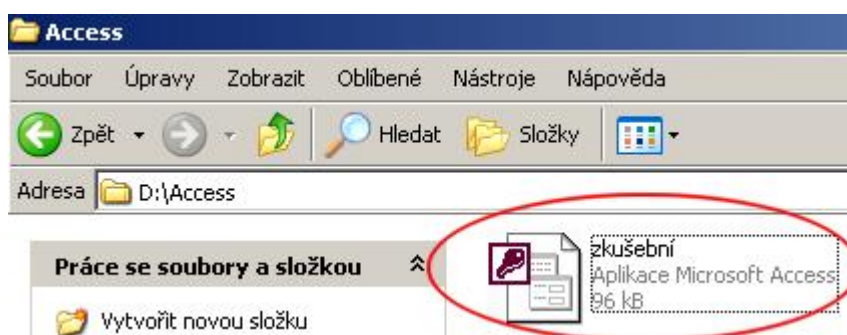 Access
Soubor Úpravy Zobrazit Oblíbené Nástroje Nápověda
Zpět Hledat Složky
Adresa D:\Access
Práce se soubory a složkou
Vytvořit novou složku
zkušební
Aplikace Microsoft Access
96 kB